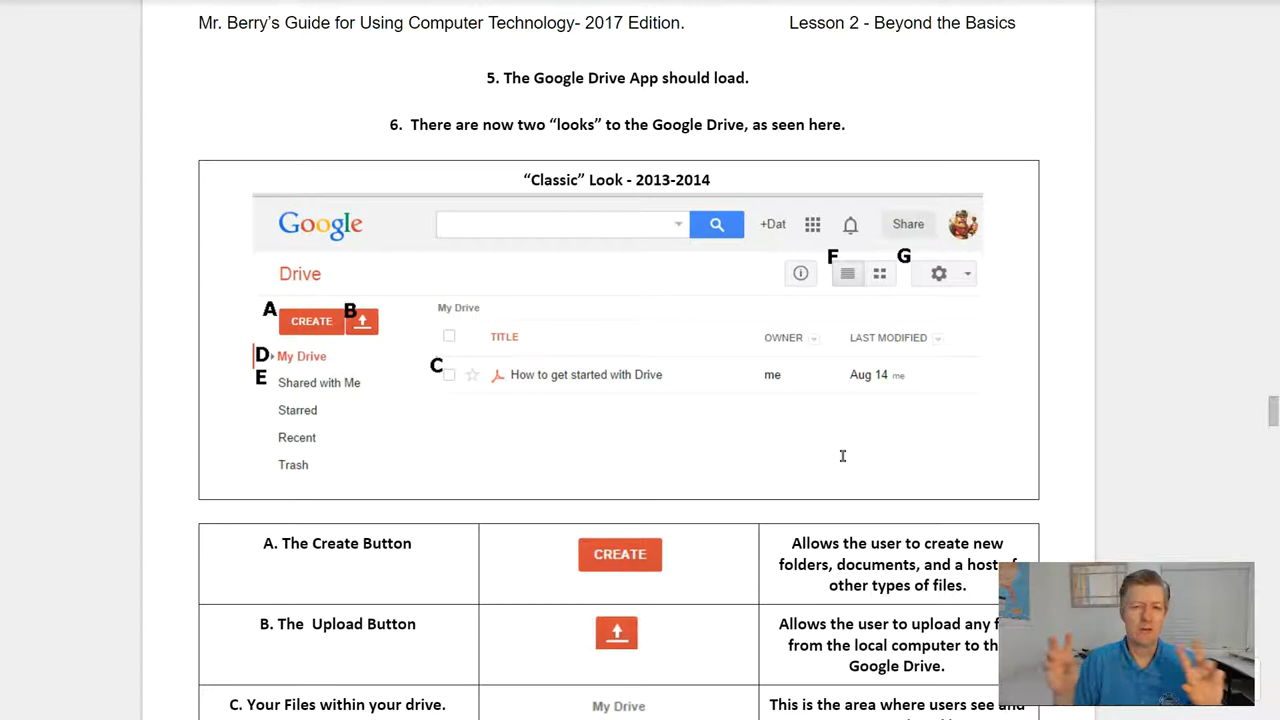 Mr. Berry's Guide for Using Computer Technology- 2017 Edition. Lesson 2 - Beyond the Basics
5. The Google Drive App should load.
6. There are now two “looks” to the Google Drive, as seen here.
“Classic” Look - 2013-2014
Google +Dat Share
F G
Drive
A B
CREATE
My Drive
TITLE OWNER LAST MODIFIED
D My Drive
C
How to get started with Drive me Aug 14 me
E Shared with Me
Starred
Recent
Trash
A. The Create Button
CREATE
Allows the user to create new
folders, documents, and a host
other types of files.
B. The Upload Button
Allows the user to upload any
from the local computer to
Google Drive.
C. Your Files within your drive.
My Drive
This is the area where users see